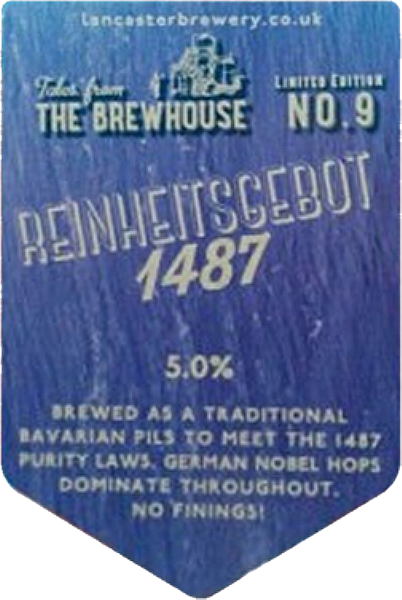 lancasterbrewery.co.uk
Tales from
THE BREWHOUSE
LIMITED EDITION
NO.9
REINHEITSGEBOT
1487
5.0%
BREWED AS A TRADITIONAL
BAVARIAN PILS TO MEET THE 1487
PURITY LAWS. GERMAN NOBEL HOPS
DOMINATE THROUGHOUT.
NO FININGS!